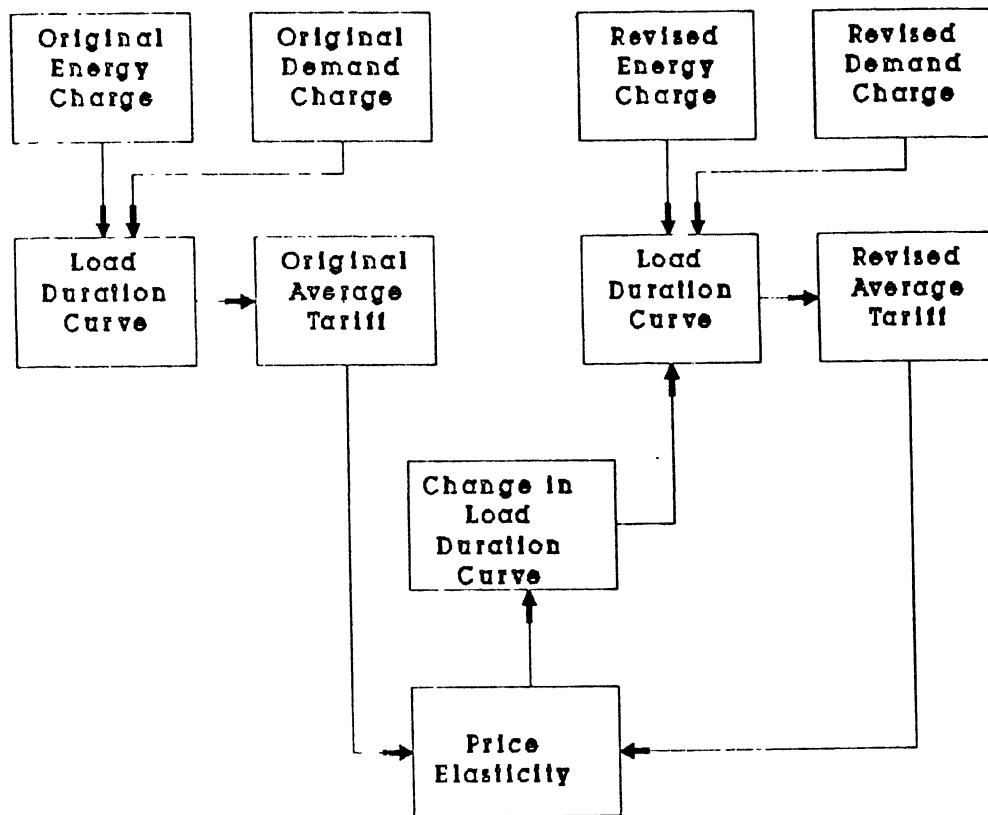 Original
Energy
Charge
Original
Demand
Charge
Revised
Energy
Charge
Revised
Demand
Charge
Load
Duration
Curve
Original
Average
Tariff
Load
Duration
Curve
Revised
Average
Tariff
Change in
Load
Duration
Curve
Price
Elasticity